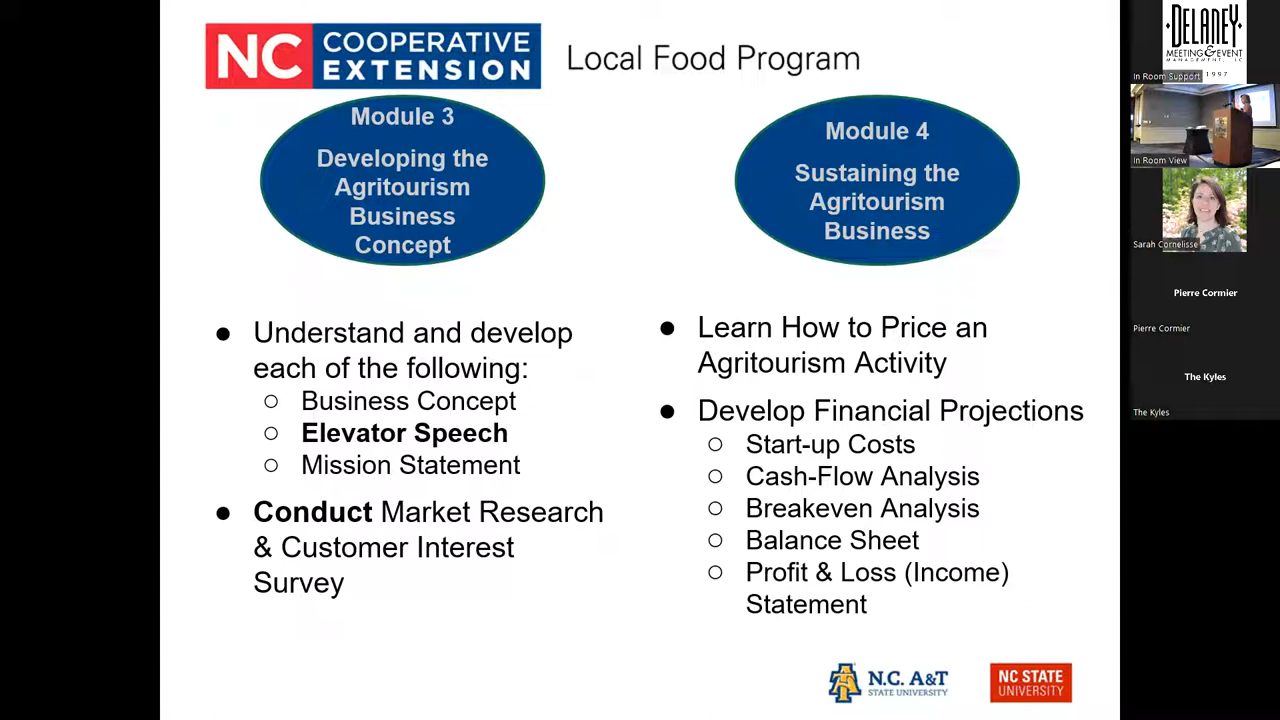 NC COOPERATIVE
EXTENSION
Local Food Program
Module 3
Developing the
Agritourism
Business
Concept
● Understand and develop
each of the following:
○ Business Concept
○ Elevator Speech
○ Mission Statement
● Conduct Market Research
& Customer Interest
Survey
Module 4
Sustaining the
Agritourism
Business
● Learn How to Price an
Agritourism Activity
● Develop Financial Projections
○ Start-up Costs
○ Cash-Flow Analysis
○ Breakeven Analysis
○ Balance Sheet
○ Profit & Loss (Income)
Statement
N.C. A&T
STATE UNIVERSITY
NC STATE
UNIVERSITY
DELANEY
MEETING & EVENT
MANAGEMENT, LLC
1997
In Room Support
In Room View
Sarah Cornelisse
Pierre Cormier
Pierre Cormier
The Kyles
The Kyles